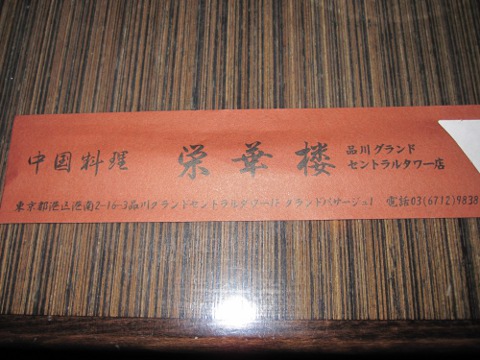 中国料理 栄華楼 品川グランド
セントラルタワー店
東京都港区港南2-16-3品川グランドセントラルタワー1F グランドパサージュ1 電話03(6712)9838